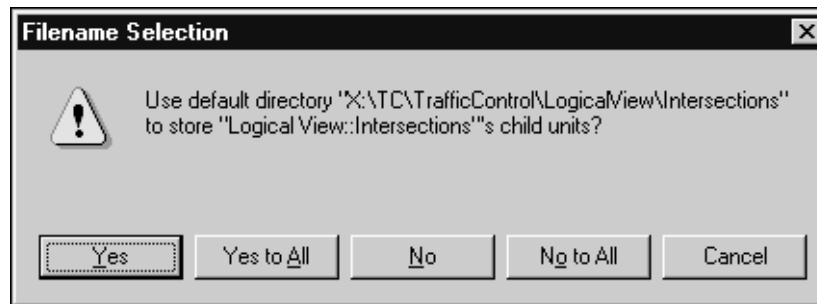 Filename Selection
Use default directory "X:\TC\TrafficControl\LogicalView\Intersections"
to store "Logical View::Intersections"'s child units?
Yes
Yes to All
No
No to All
Cancel